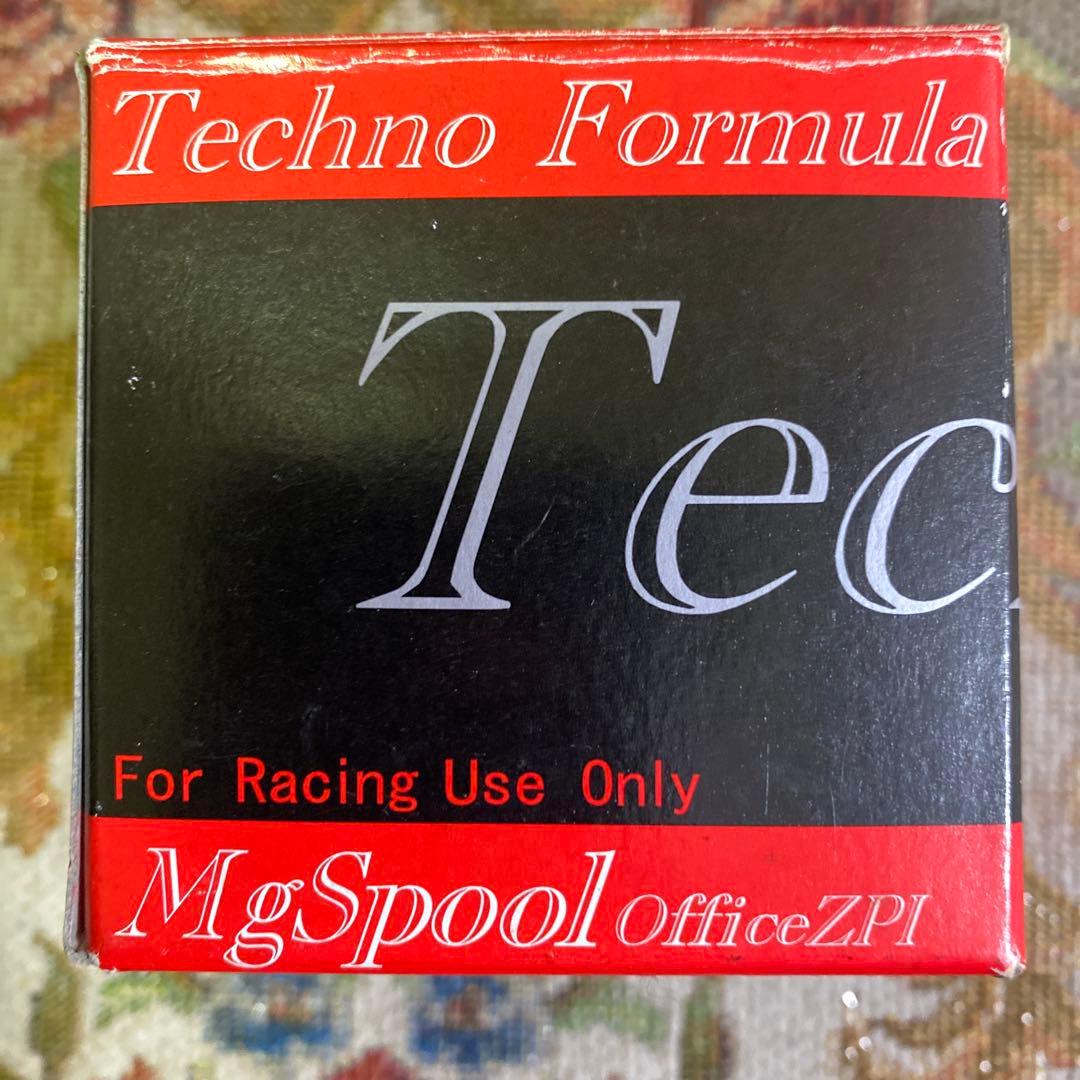 Techno Formula
Tec
For Racing Use Only
MgSpool OfficeZPI